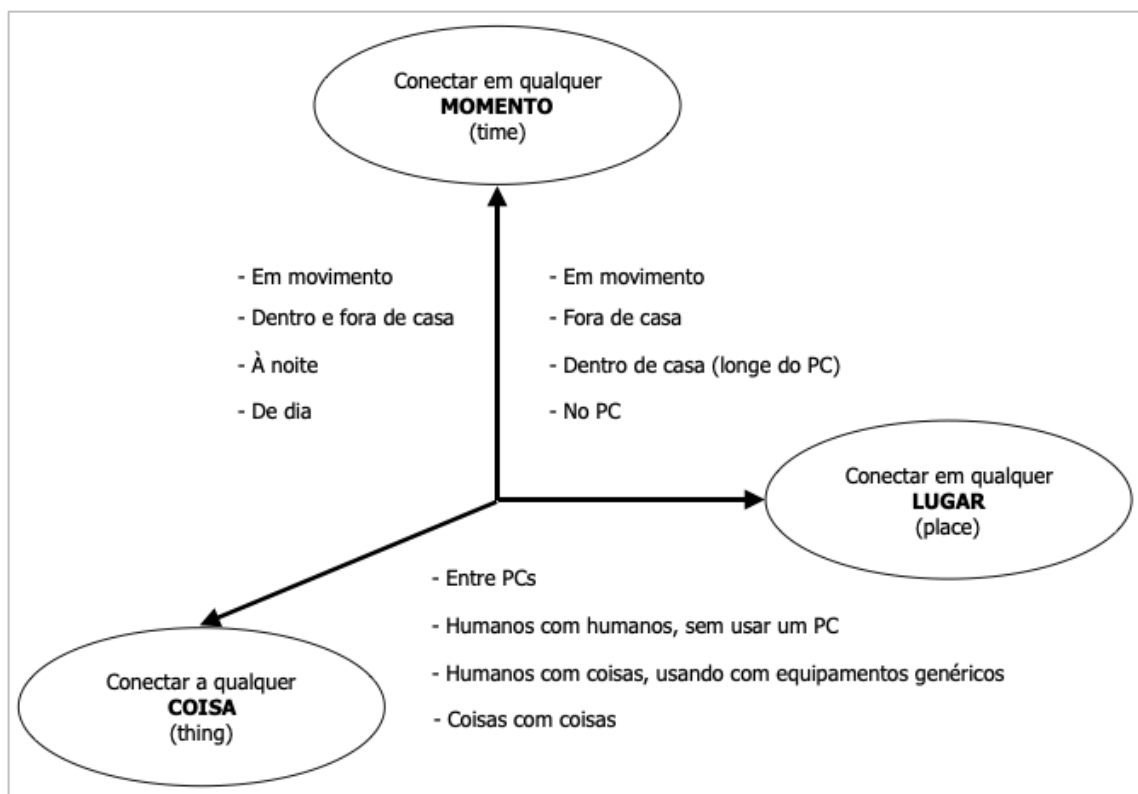 Conectar em qualquer
MOMENTO
(time)
- Em movimento
- Dentro e fora de casa
- À noite
- De dia
- Em movimento
- Fora de casa
- Dentro de casa (longe do PC)
- No PC
Conectar em qualquer
LUGAR
(place)
- Entre PCs
- Humanos com humanos, sem usar um PC
- Humanos com coisas, usando com equipamentos genéricos
- Coisas com coisas
Conectar a qualquer
COISA
(thing)